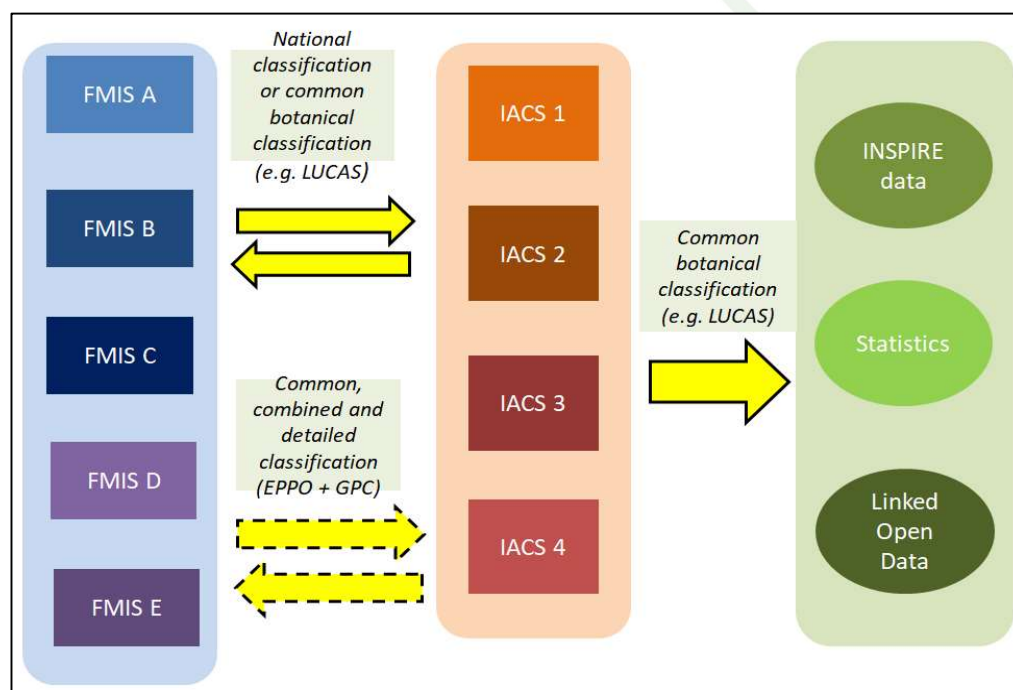 FMIS A
FMIS B
FMIS C
FMIS D
FMIS E
National
classification
or common
botanical
classification
(e.g. LUCAS)
Common,
combined and
detailed
classification
(EPPO + GPC)
IACS 1
IACS 2
IACS 3
IACS 4
Common
botanical
classification
(e.g. LUCAS)
INSPIRE
data
Statistics
Linked
Open
Data